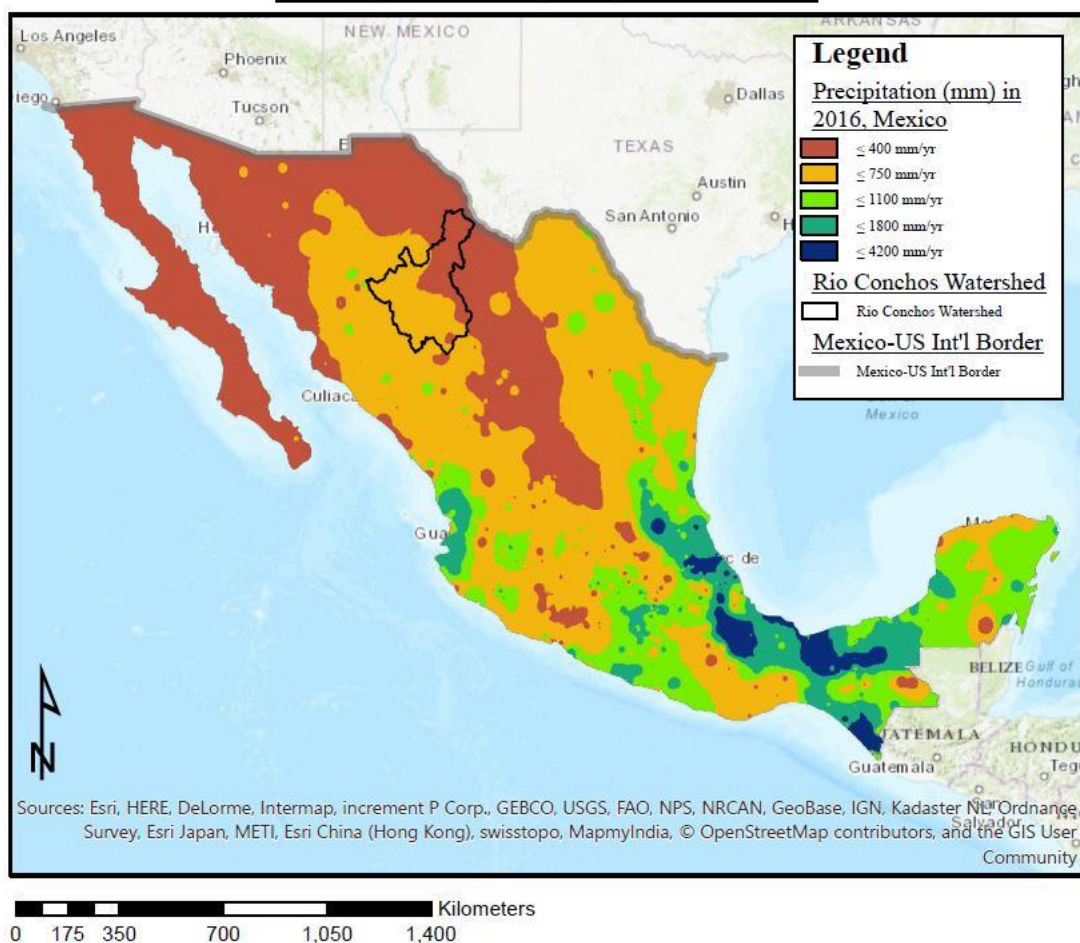 ARKANSAS
Los Angeles
NEW MEXICO
Phoenix
Dallas
Tucson
TEXAS
Austin
San Antonio
Legend
Precipitation (mm) in
2016, Mexico
≤ 400 mm/yr
≤ 750 mm/yr
≤ 1100 mm/yr
≤ 1800 mm/yr
≤ 4200 mm/yr
Rio Conchos Watershed
Rio Conchos Watershed
Mexico-US Int'l Border
Mexico-US Int'l Border
Mexico
BELIZE
Gulf of
Guatemala
N
Sources: Esri, HERE, DeLorme, Intermap, increment P Corp., GEBCO, USGS, FAO, NPS, NRCAN, GeoBase, IGN, Kadaster NL, Ordnance
Survey, Esri Japan, METI, Esri China (Hong Kong), swisstopo, MapmyIndia, © OpenStreetMap contributors, and the GIS User
Salvador
Community
Kilometers
0 175 350 700 1,050 1,400